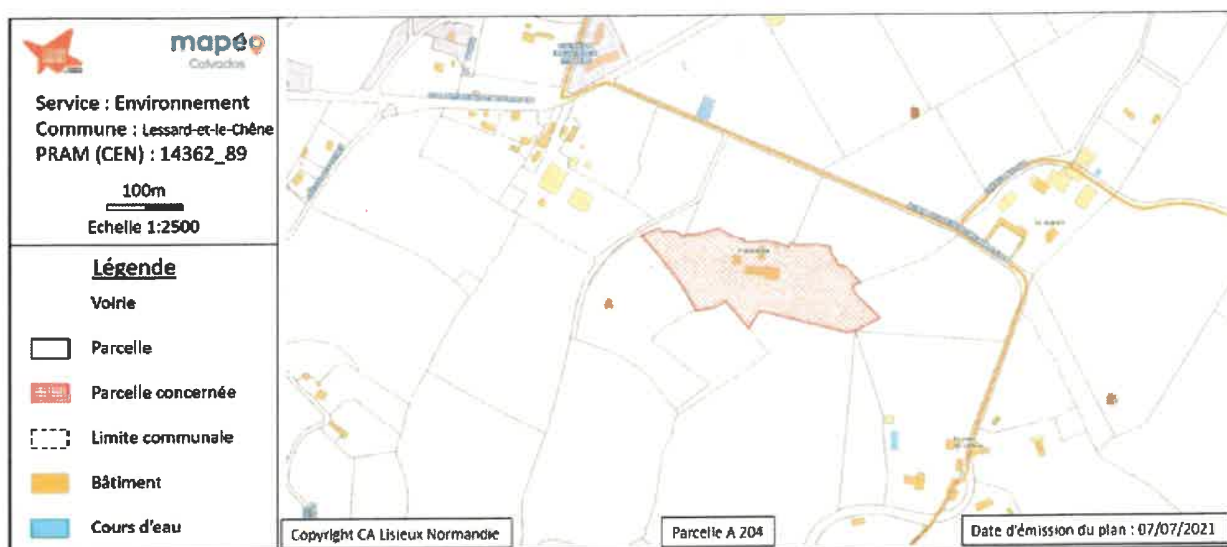 mapéo
Calvados
Service : Environnement
Commune : Lessard-et-le-Chêne
PRAM (CEN) : 14362_89
100m
Echelle 1:2500
Légende
Voirie
Parcelle
Parcelle concernée
Limite communale
Bâtiment
Cours d'eau
Copyright CA Lisieux Normandie
Parcelle A 204
Date d'émission du plan : 07/07/2021